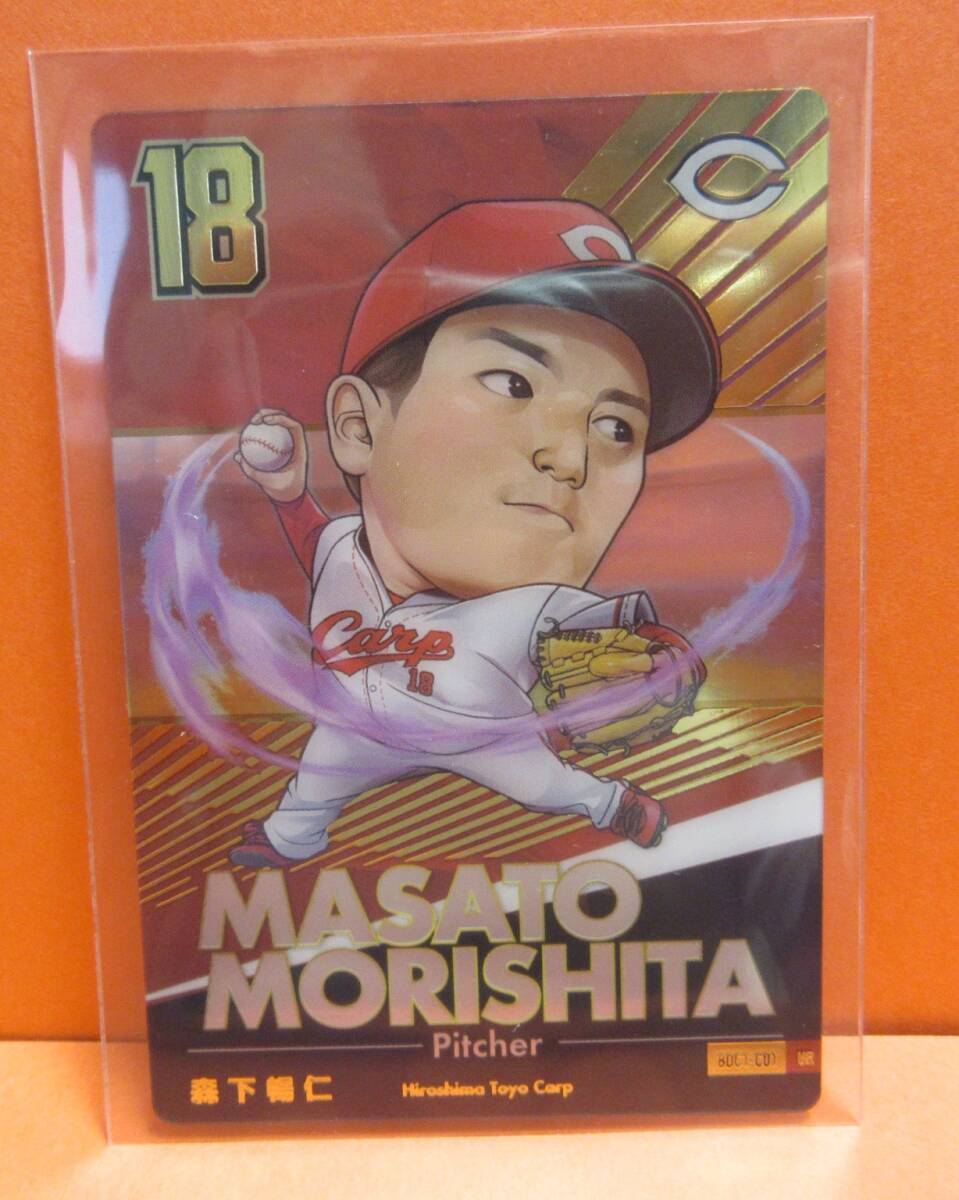 18
C
Carp
18
MASATO
MORISHITA
Pitcher
森下暢仁
Hiroshima Toyo Carp